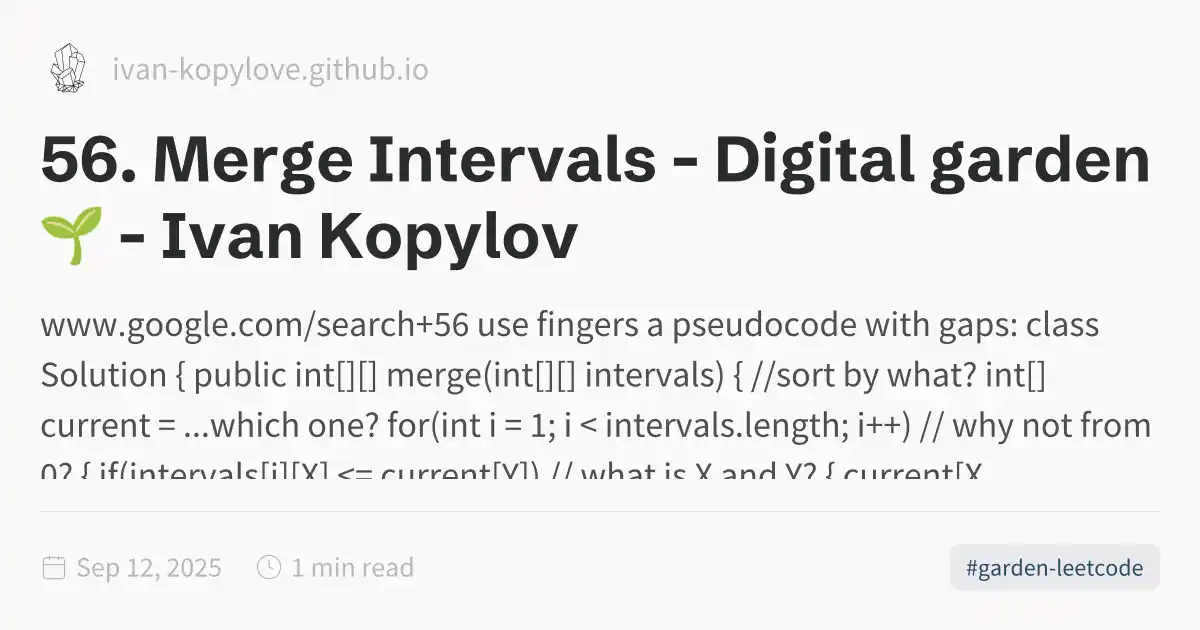 ivan-kopylove.github.io
56. Merge Intervals - Digital garden
🌱 - Ivan Kopylov
www.google.com/search+56 use fingers a pseudocode with gaps: class
Solution { public int[][] merge(int[][] intervals) { //sort by what? int[]
current = ...which one? for(int i = 1; i < intervals.length; i++) // why not from
0? { if(intervals[i][X] <= current[Y]) // what is X and Y? { current[X
Sep 12, 2025
1 min read
#garden-leetcode